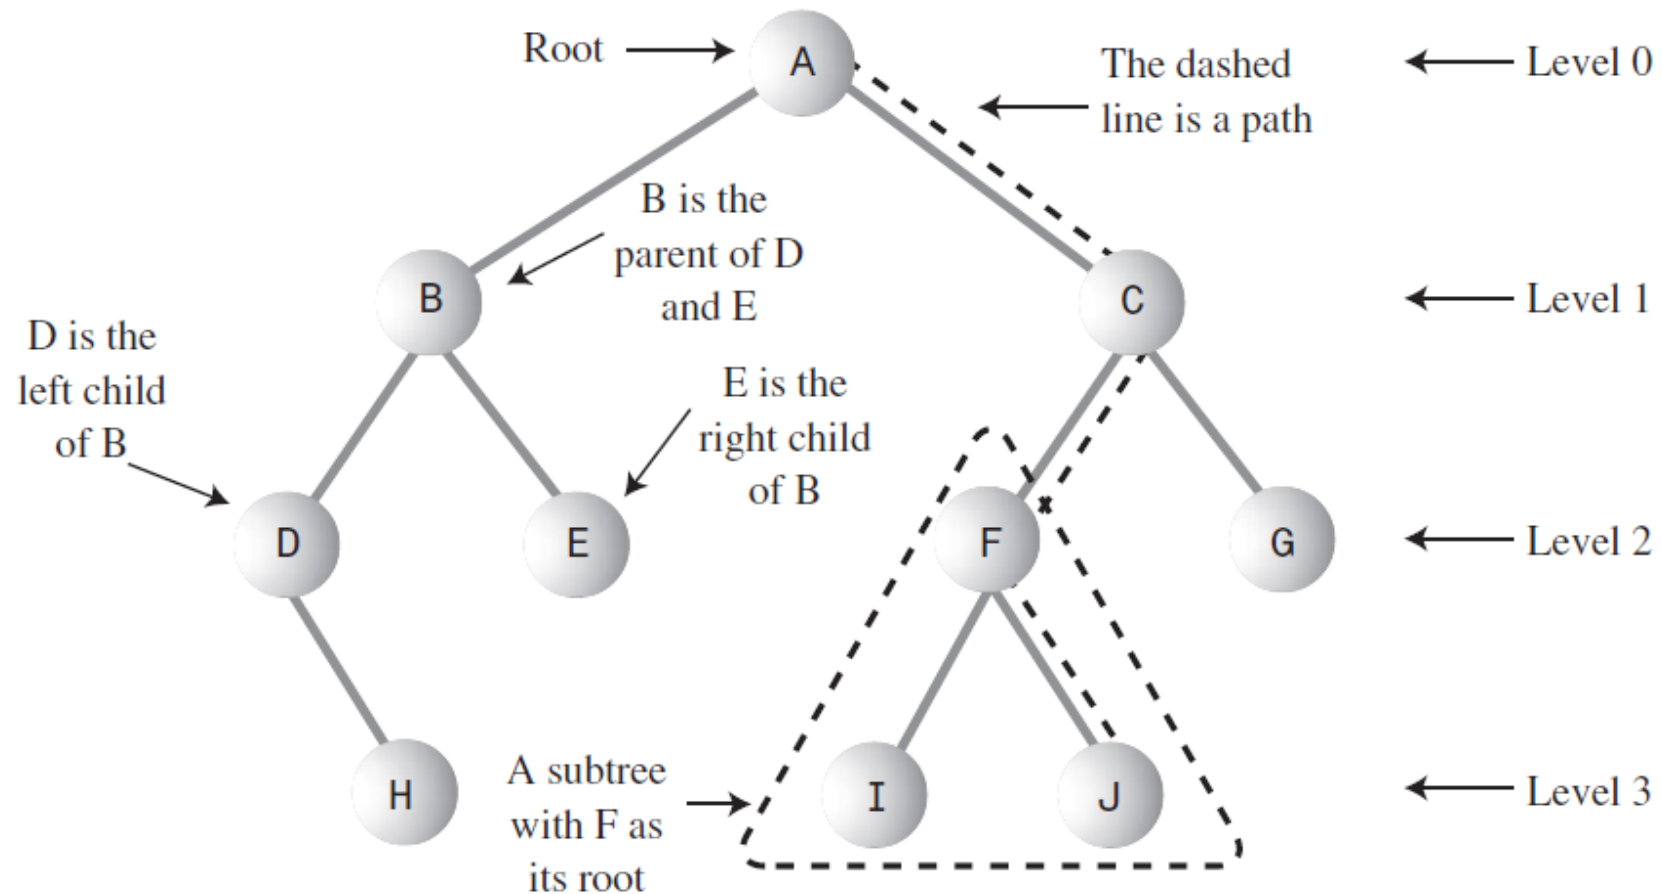 Root
A
The dashed
line is a path
Level 0
B is the
parent of D
and E
B
C
Level 1
D is the
left child
of B
E is the
right child
of B
D
E
F
G
Level 2
A subtree
with F as
its root
H
I
J
Level 3